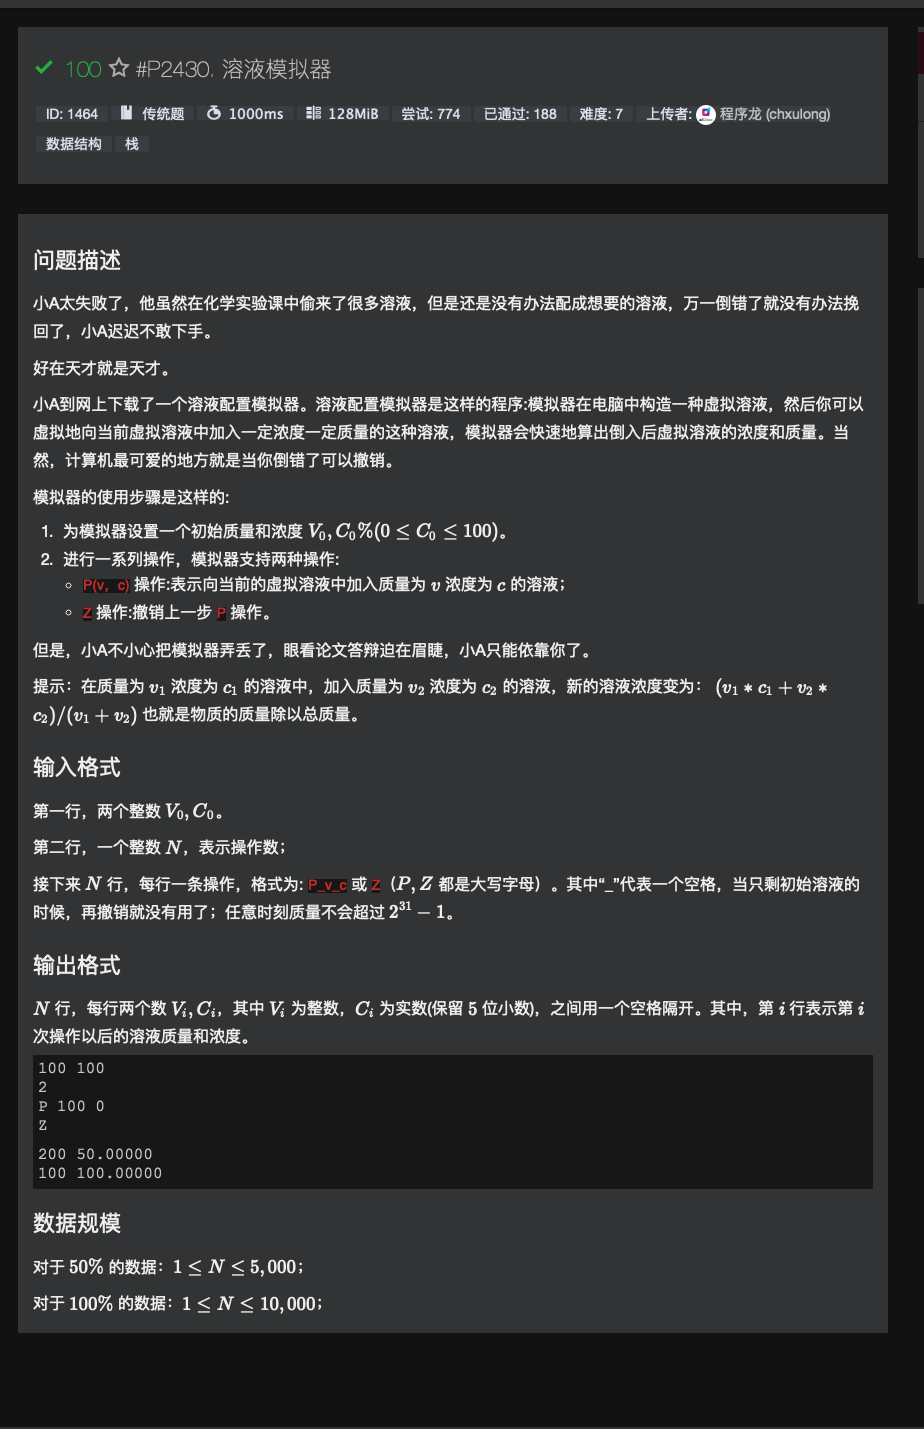 100 ☆ #P2430. 溶液模拟器
ID: 1464 传统题 1000ms 128MiB 尝试: 774 已通过: 188 难度: 7 上传者: 程序龙 (chxulong)
数据结构 栈
问题描述
小A太失败了，他虽然在化学实验课中偷来了很多溶液，但是还是没有办法配成想要的溶液，万一倒错了就没有办法挽
回了，小A迟迟不敢下手。
好在天才就是天才。
小A到网上下载了一个溶液配置模拟器。溶液配置模拟器是这样的程序:模拟器在电脑中构造一种虚拟溶液，然后你可以
虚拟地向当前虚拟溶液中加入一定浓度一定质量的这种溶液，模拟器会快速地算出倒入后虚拟溶液的浓度和质量。当
然，计算机最可爱的地方就是当你倒错了可以撤销。
模拟器的使用步骤是这样的:
1. 为模拟器设置一个初始质量和浓度 V₀, C₀%(0 ≤ C₀ ≤ 100)。
2. 进行一系列操作，模拟器支持两种操作:
P(v，c) 操作:表示向当前的虚拟溶液中加入质量为 v 浓度为 c 的溶液；
Z 操作:撤销上一步 P 操作。
但是，小A不小心把模拟器弄丢了，眼看论文答辩迫在眉睫，小A只能依靠你了。
提示：在质量为 v₁ 浓度为 c₁ 的溶液中，加入质量为 v₂ 浓度为 c₂ 的溶液，新的溶液浓度变为： (v₁ * c₁ + v₂ *
c₂)/(v₁ + v₂) 也就是物质的质量除以总质量。
输入格式
第一行，两个整数 V₀, C₀。
第二行，一个整数 N，表示操作数；
接下来 N 行，每行一条操作，格式为: P_v_c 或 Z（P, Z 都是大写字母）。其中“_”代表一个空格，当只剩初始溶液的
时候，再撤销就没有用了；任意时刻质量不会超过 2³¹ − 1。
输出格式
N 行，每行两个数 Vᵢ, Cᵢ，其中 Vᵢ 为整数，Cᵢ 为实数(保留 5 位小数)，之间用一个空格隔开。其中，第 i 行表示第 i
次操作以后的溶液质量和浓度。
100 100
2
P 100 0
Z
200 50.00000
100 100.00000
数据规模
对于 50% 的数据：1 ≤ N ≤ 5,000；
对于 100% 的数据：1 ≤ N ≤ 10,000；